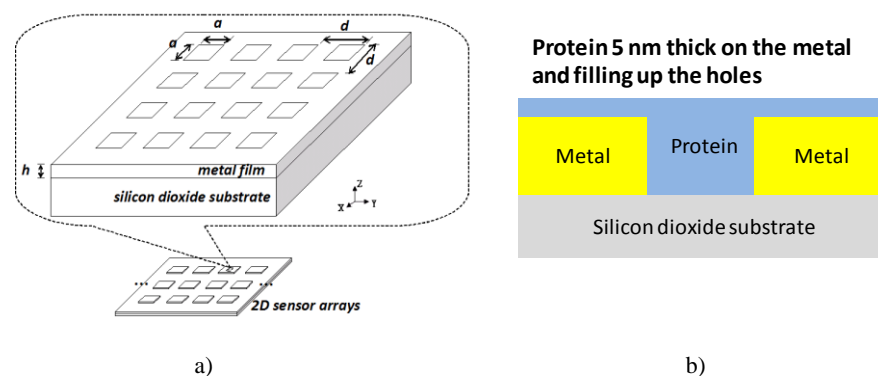 a
d
a
d
h
metal film
silicon dioxide substrate
Z
X
Y
...
...
2D sensor arrays
a)
Protein 5 nm thick on the metal
and filling up the holes
Metal
Protein
Metal
Silicon dioxide substrate
b)